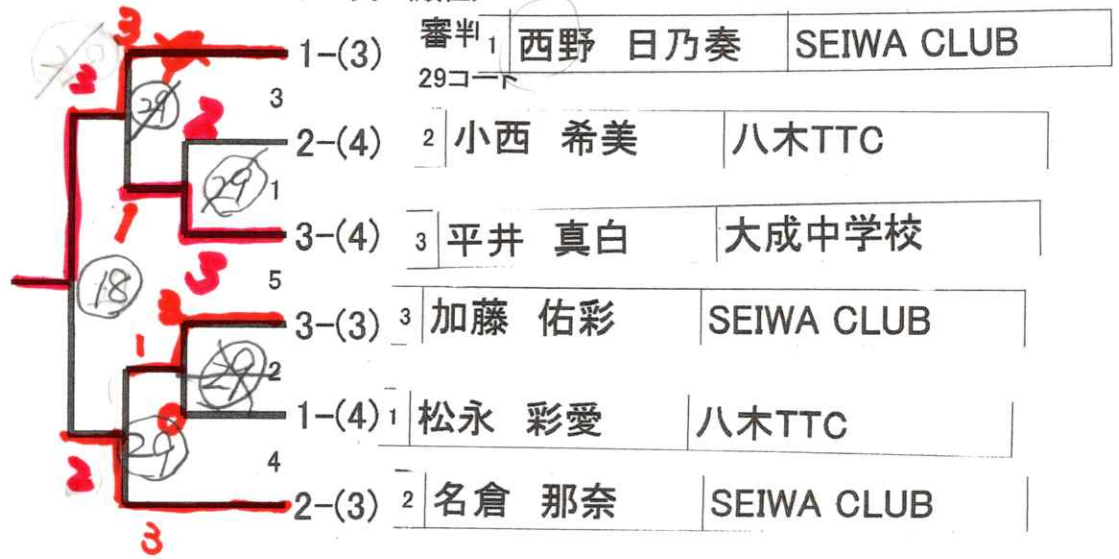 3
1-(3) 審判 1 西野 日乃奏 SEIWA CLUB
29コート
3
29
3
2
2-(4) 2 小西 希美 八木TTC
29
1
3-(4) 3 平井 真白 大成中学校
1
3
5
18
3
3-(3) 3 加藤 佑彩 SEIWA CLUB
1
29
2
0
1-(4) 1 松永 彩愛 八木TTC
29
4
2
2-(3) 2 名倉 那奈 SEIWA CLUB
3